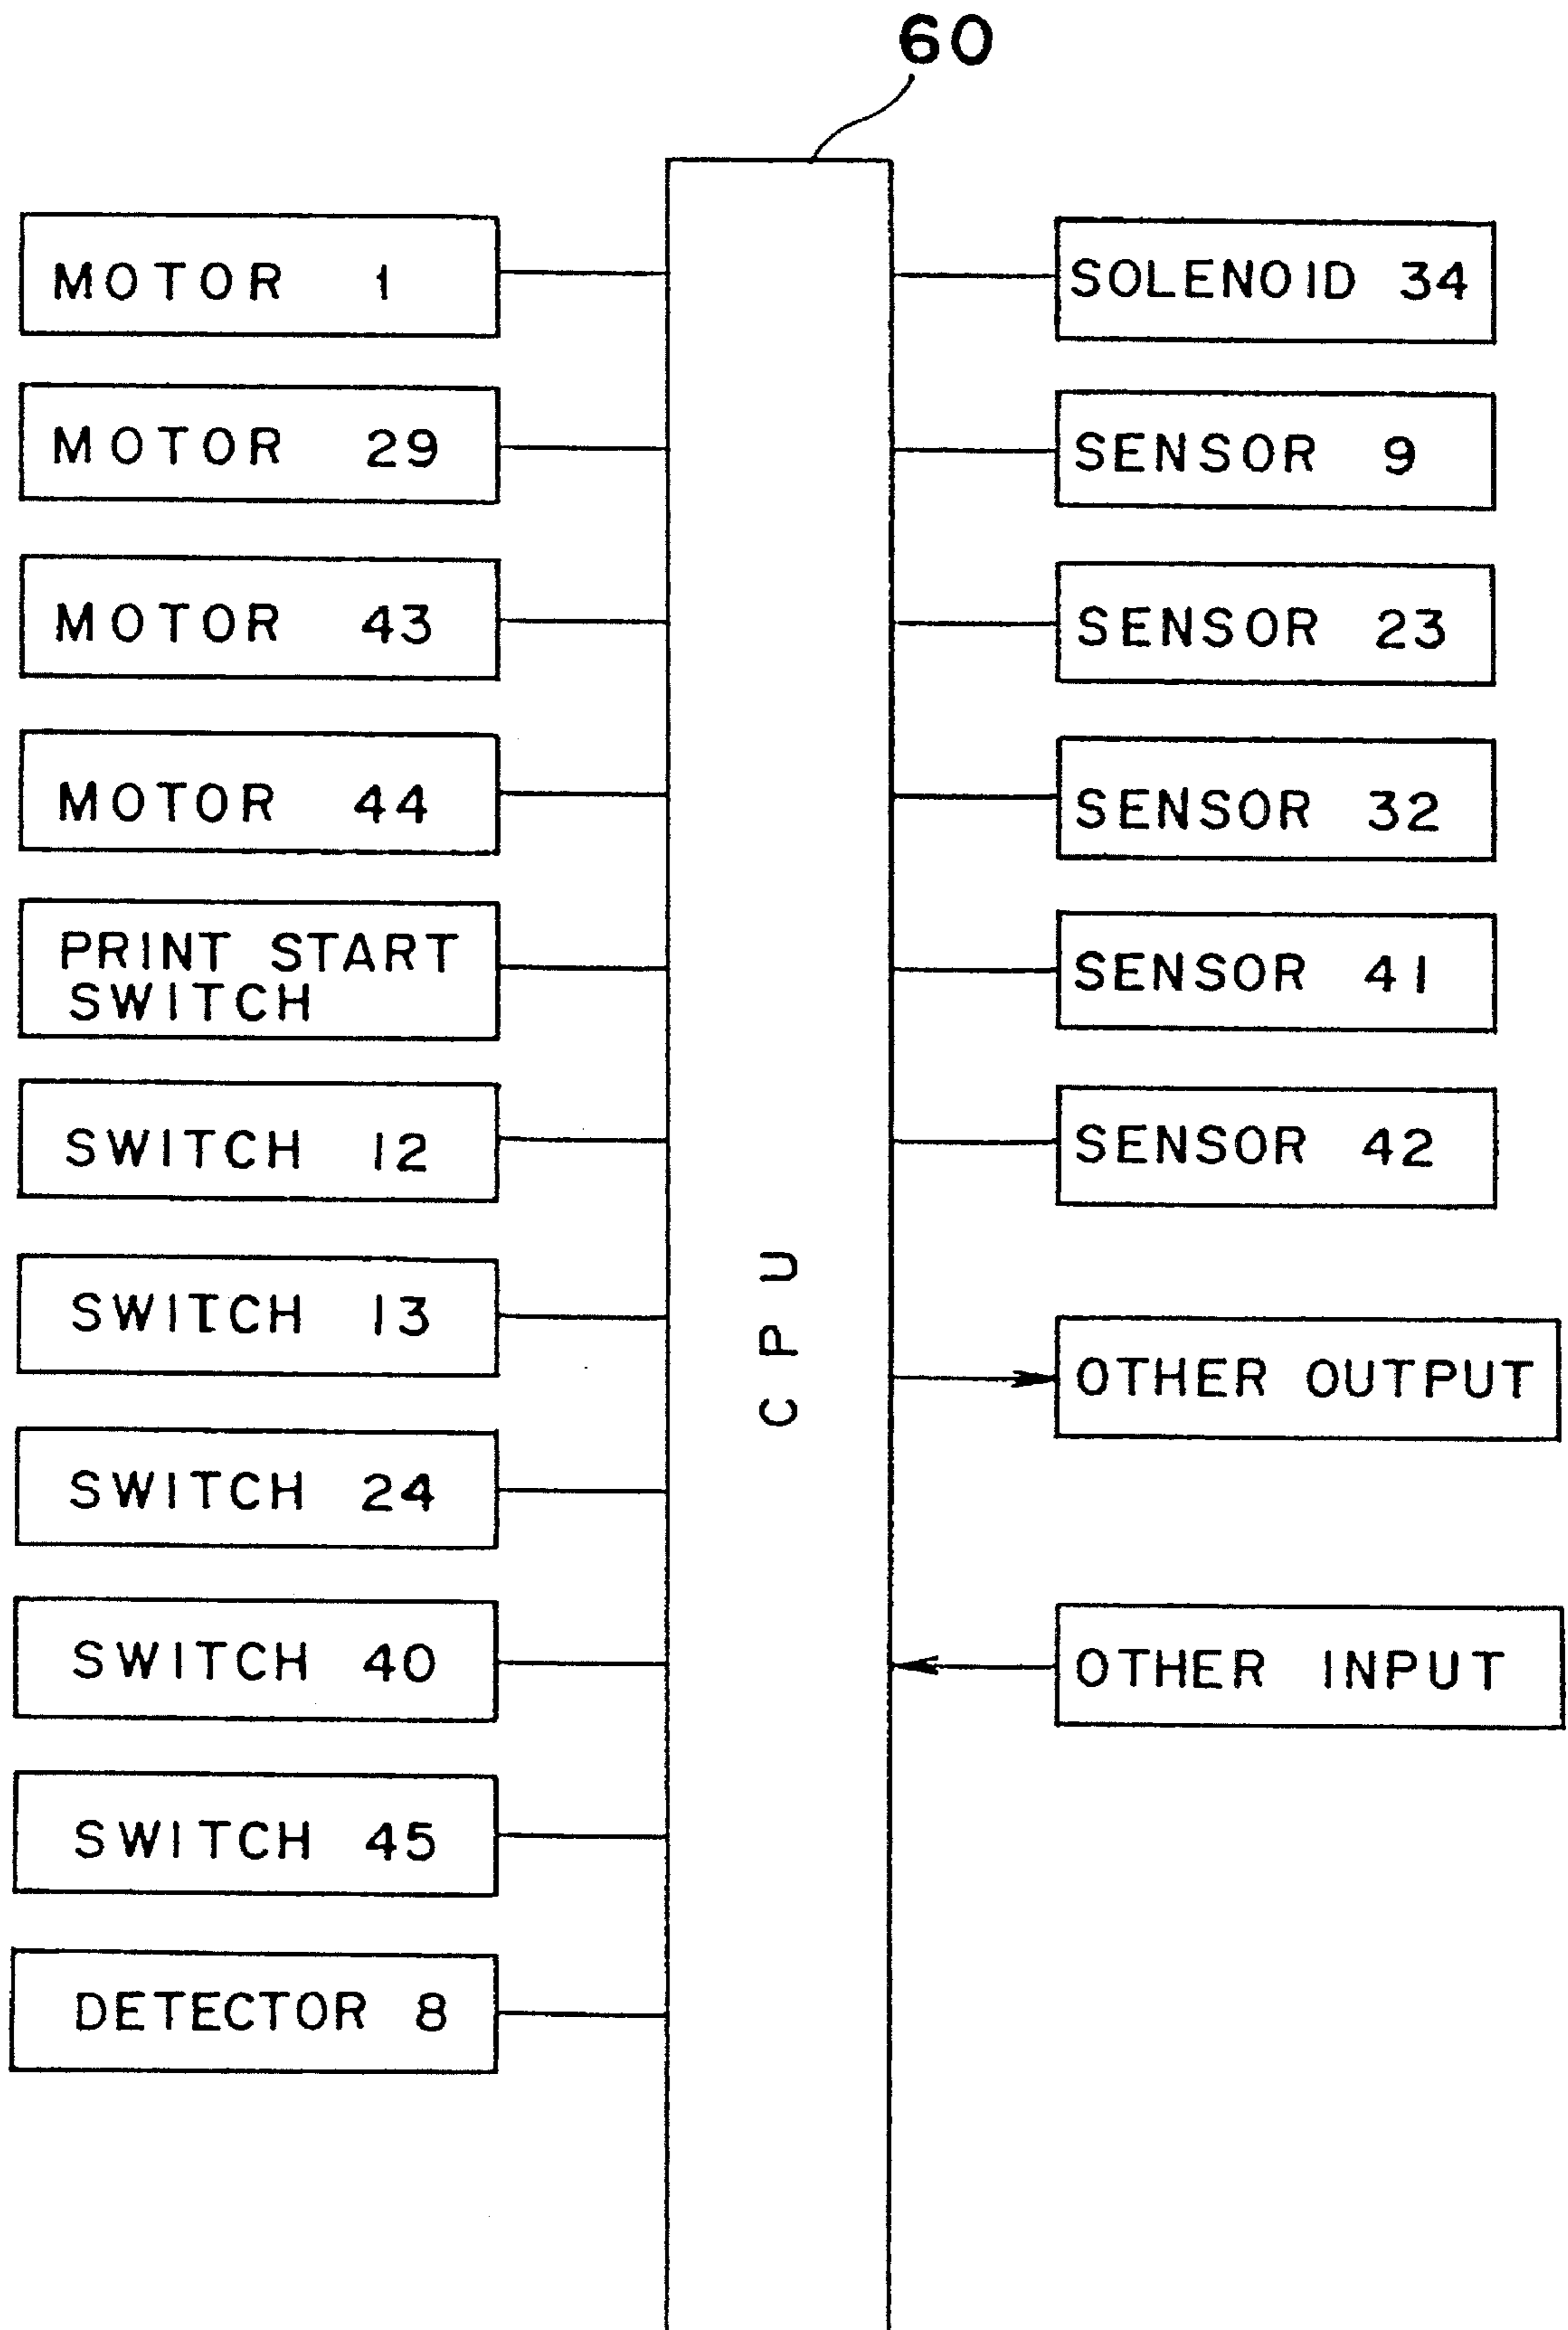 60
MOTOR 1
MOTOR 29
MOTOR 43
MOTOR 44
PRINT START
SWITCH
SWITCH 12
SWITCH 13
SWITCH 24
SWITCH 40
SWITCH 45
DETECTOR 8
CPU
SOLENOID 34
SENSOR 9
SENSOR 23
SENSOR 32
SENSOR 41
SENSOR 42
OTHER OUTPUT
OTHER INPUT